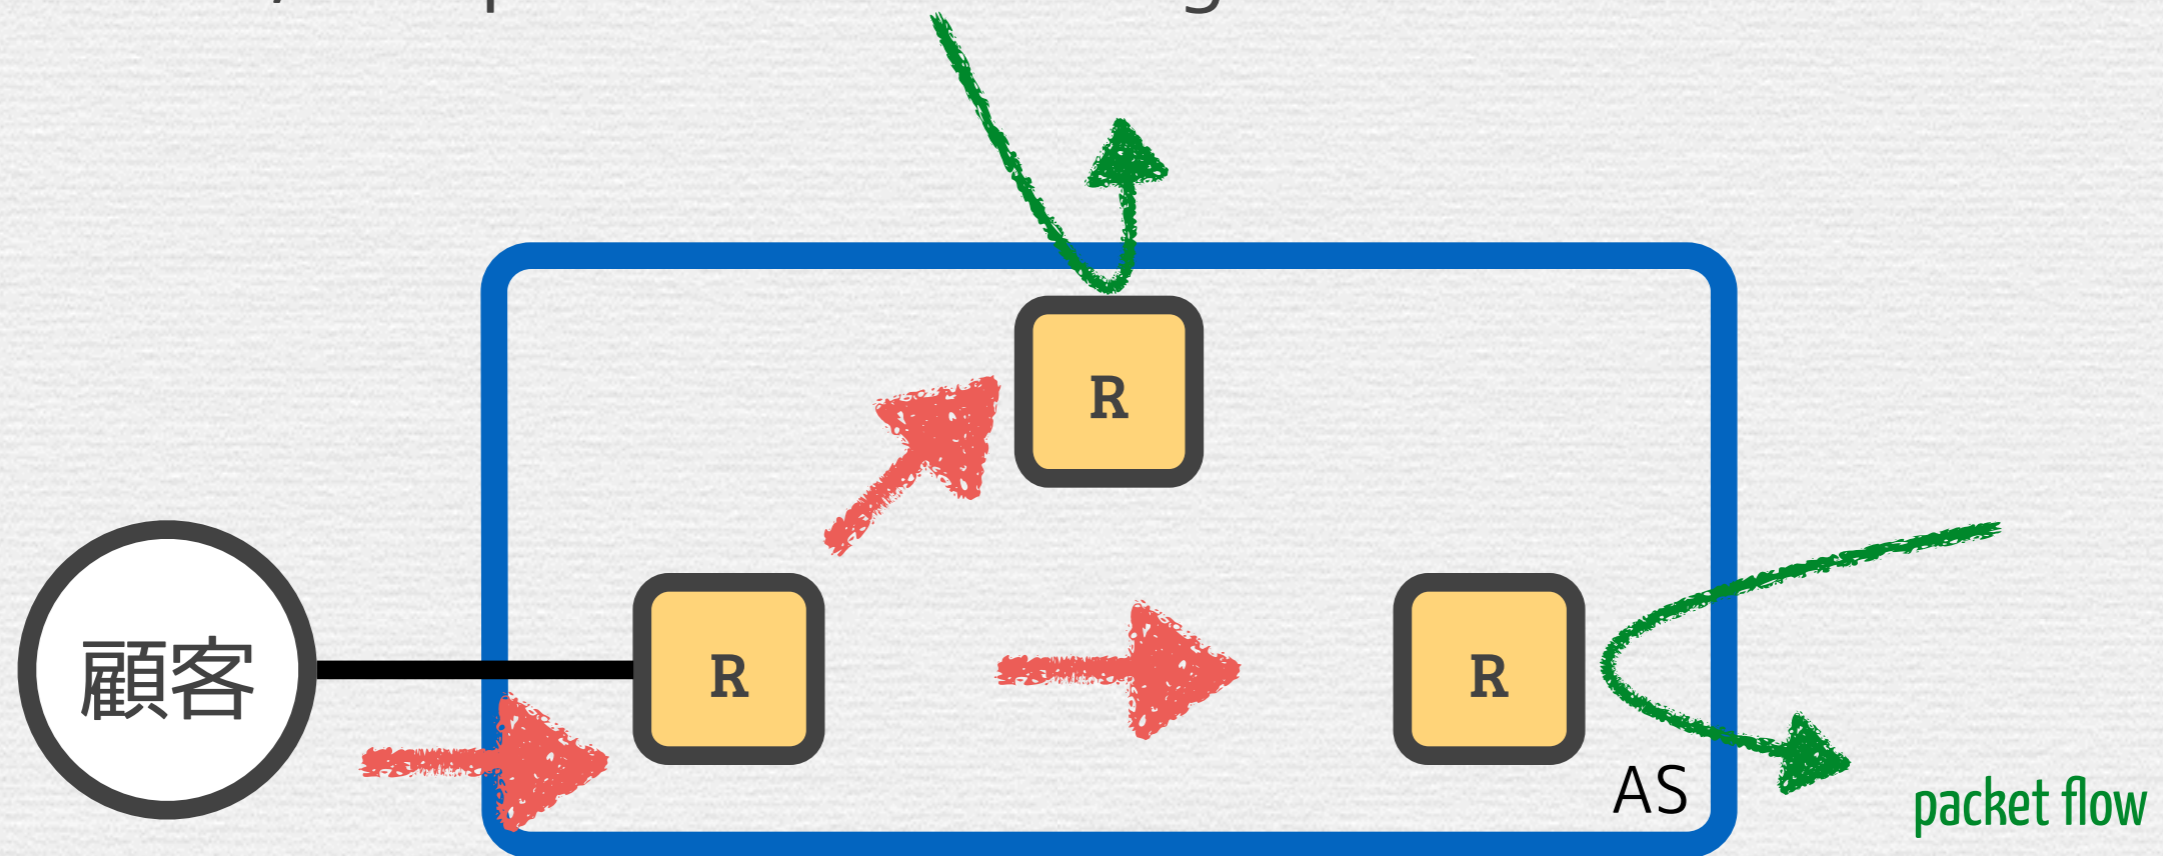 R
顧客
R
R
AS
packet flow